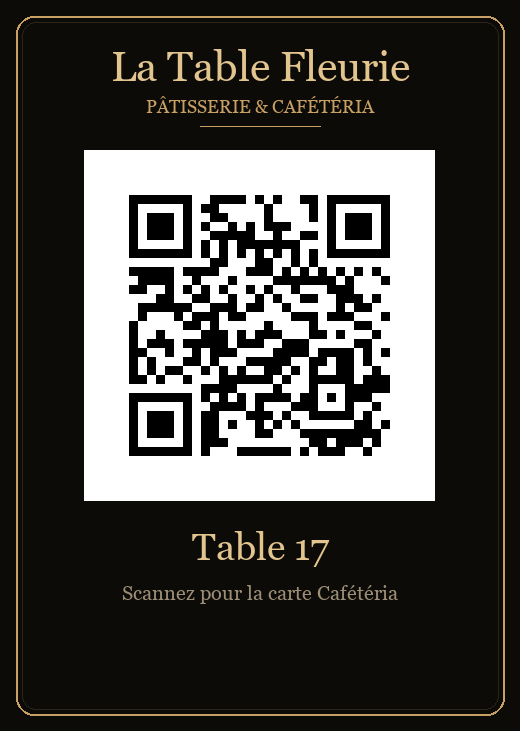 La Table Fleurie
PÂTISSERIE & CAFÉTÉRIA
Table 17
Scannez pour la carte Cafétéria